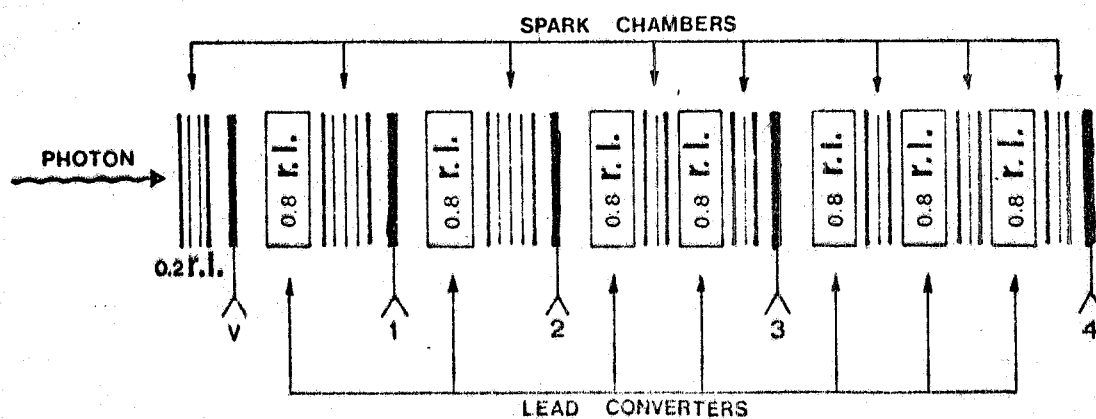 SPARK CHAMBERS
PHOTON
0.8 r.l.
0.8 r.l.
0.8 r.l.
0.8 r.l.
0.8 r.l.
0.8 r.l.
0.8 r.l.
0.2 r.l.
V 1 2 3 4
LEAD CONVERTERS